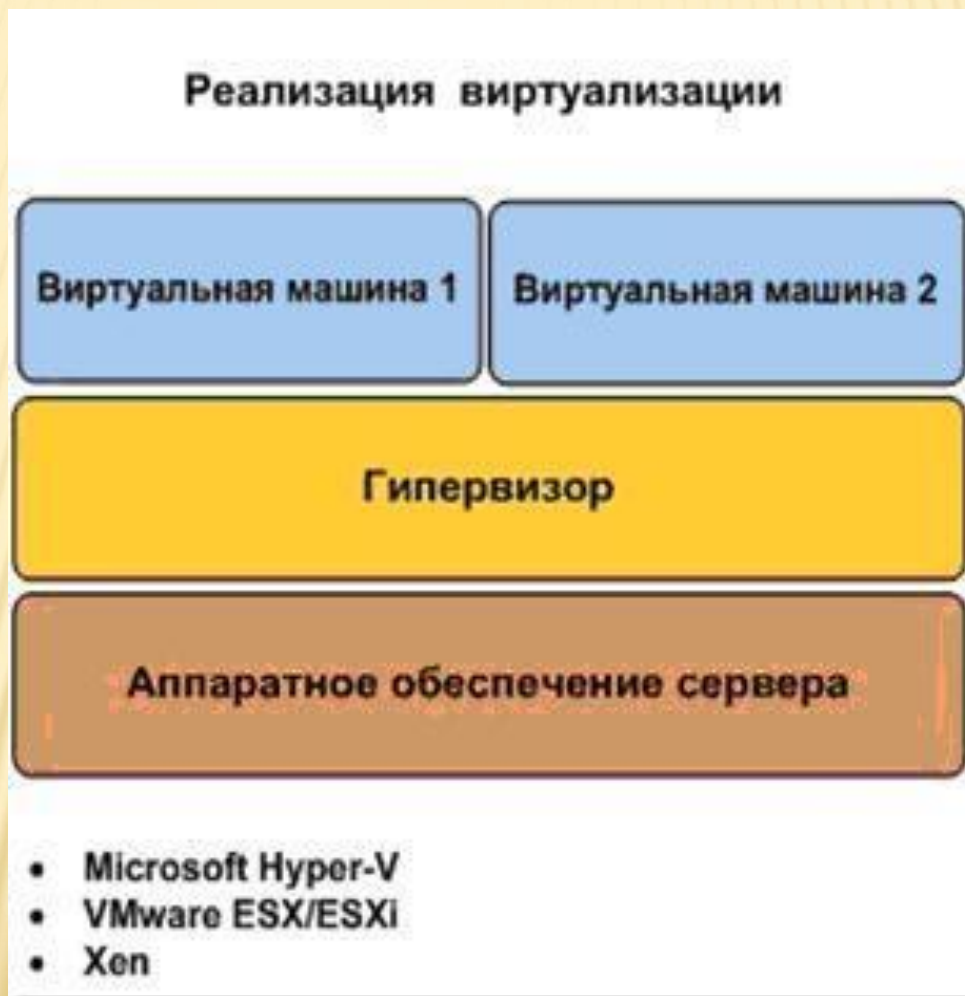 Реализация виртуализации
Виртуальная машина 1
Виртуальная машина 2
Гипервизор
Аппаратное обеспечение сервера
• Microsoft Hyper-V
• VMware ESX/ESXi
• Xen